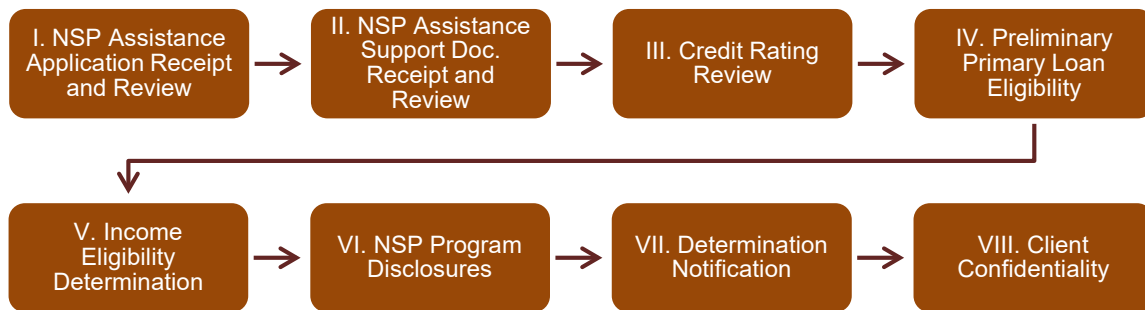 I. NSP Assistance
Application Receipt
and Review
II. NSP Assistance
Support Doc.
Receipt and
Review
III. Credit Rating
Review
IV. Preliminary
Primary Loan
Eligibility
V. Income
Eligibility
Determination
VI. NSP Program
Disclosures
VII. Determination
Notification
VIII. Client
Confidentiality